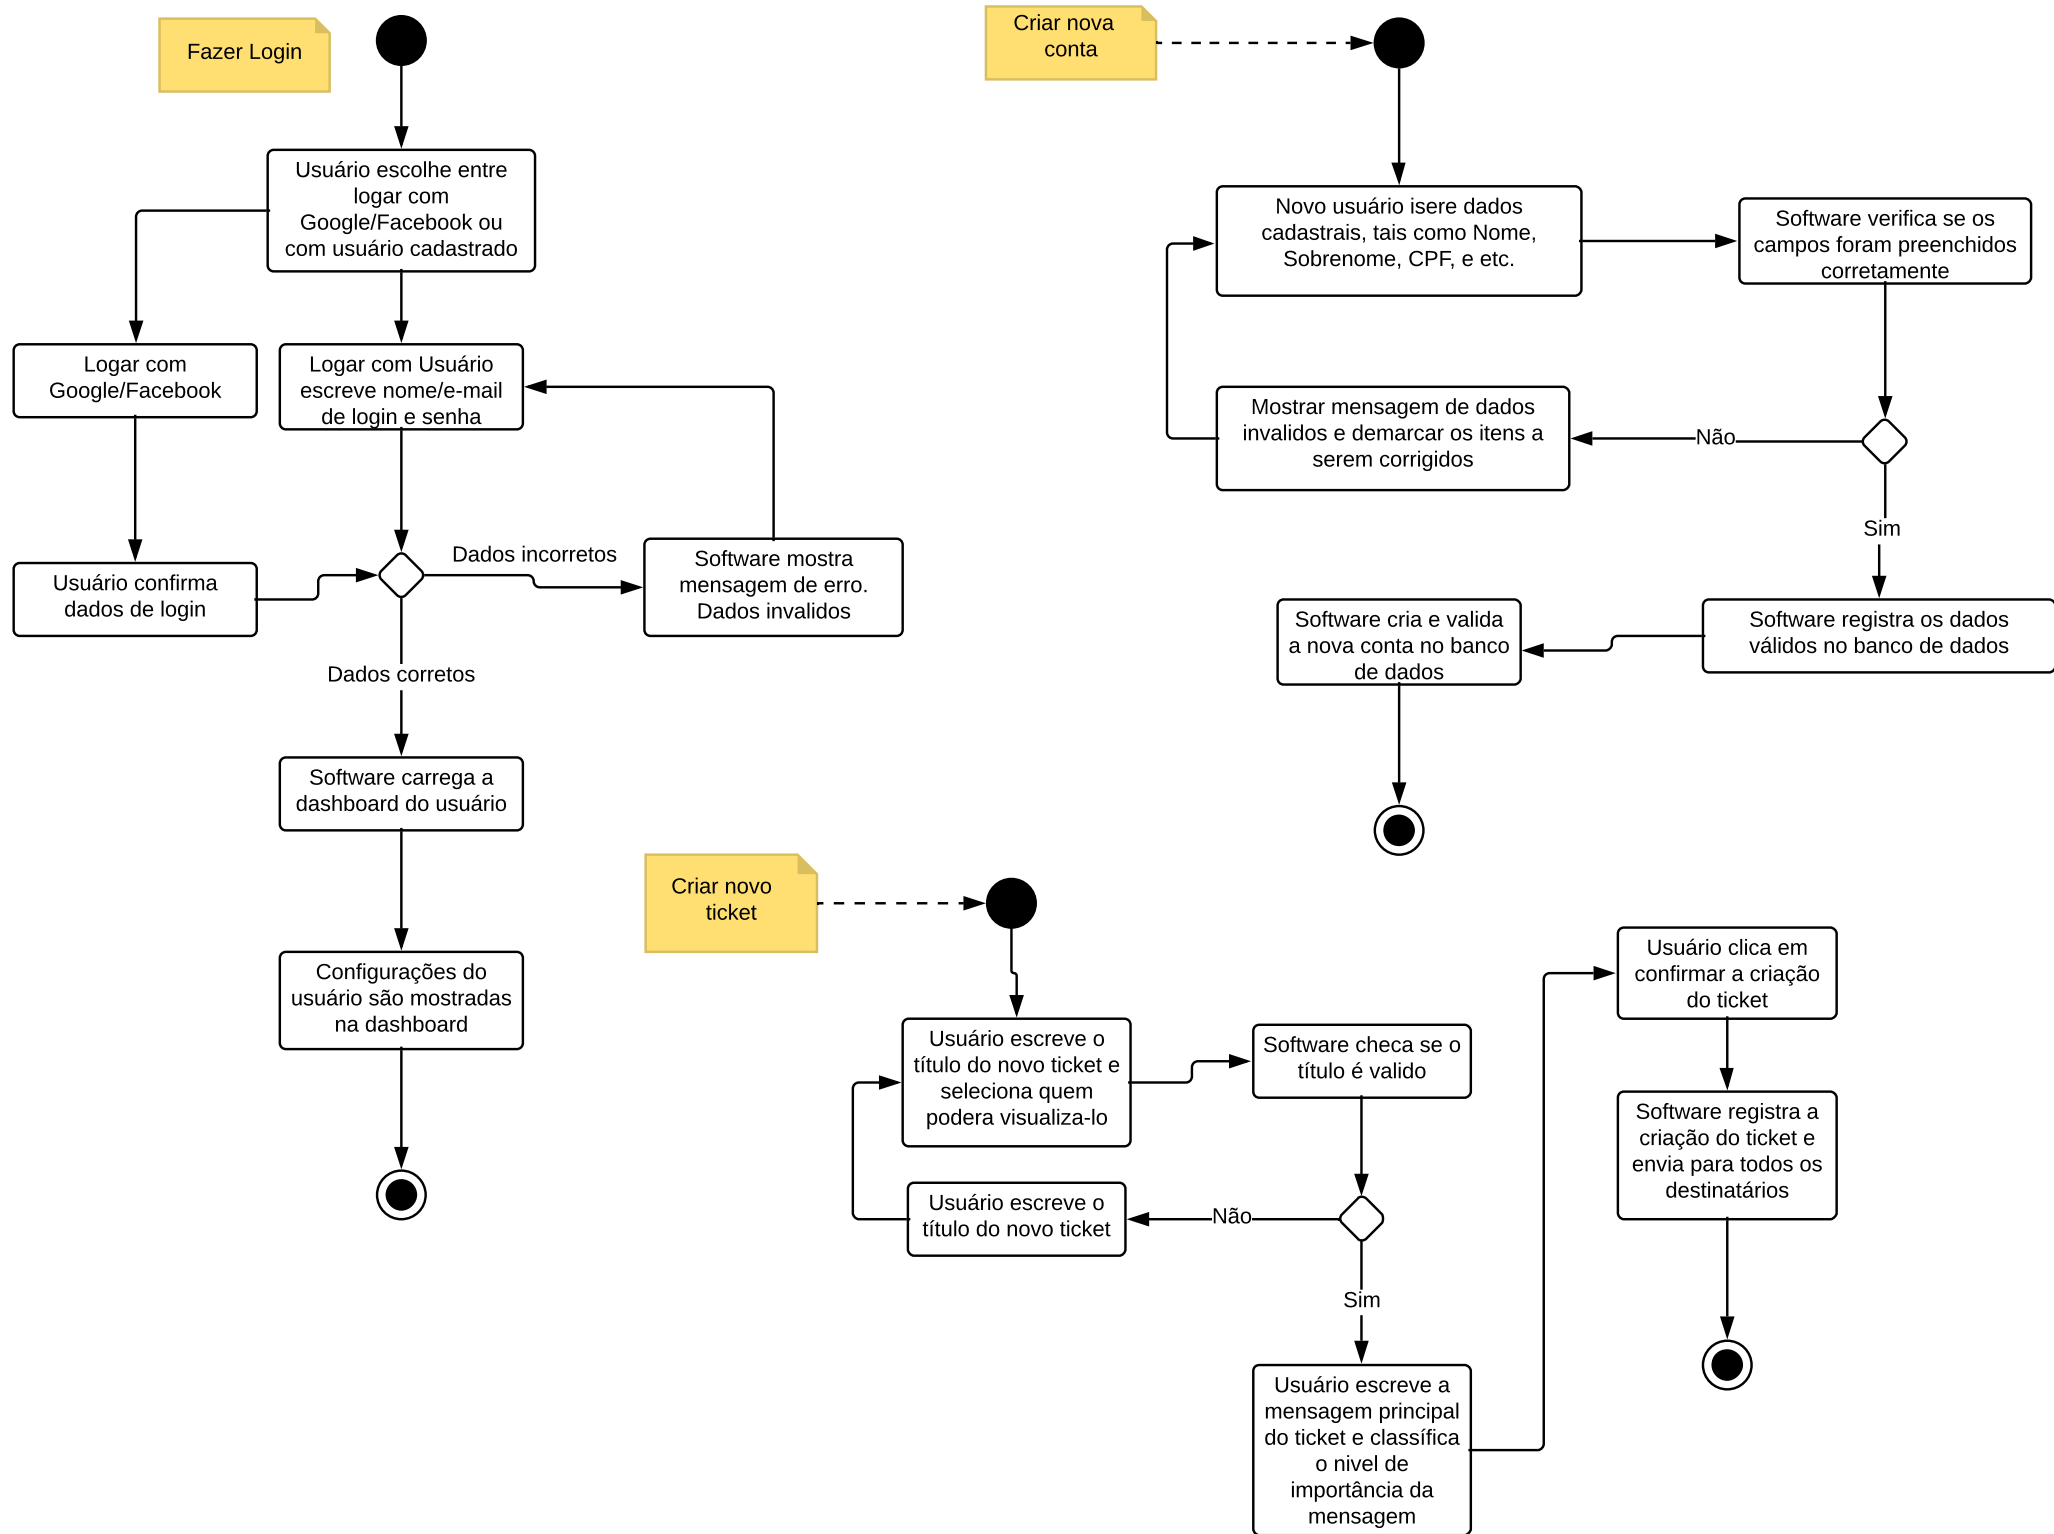 Fazer Login
Usuário escolhe entre
logar com
Google/Facebook ou
com usuário cadastrado
Logar com
Google/Facebook
Logar com Usuário
escreve nome/e-mail
de login e senha
Usuário confirma
dados de login
Dados incorretos
Software mostra
mensagem de erro.
Dados invalidos
Dados corretos
Software carrega a
dashboard do usuário
Configurações do
usuário são mostradas
na dashboard
Criar nova
conta
Novo usuário isere dados
cadastrais, tais como Nome,
Sobrenome, CPF, e etc.
Software verifica se os
campos foram preenchidos
corretamente
Mostrar mensagem de dados
invalidos e demarcar os itens a
serem corrigidos
Não
Sim
Software cria e valida
a nova conta no banco
de dados
Software registra os dados
válidos no banco de dados
Criar novo
ticket
Usuário escreve o
título do novo ticket e
seleciona quem
podera visualiza-lo
Software checa se o
título é valido
Usuário escreve o
título do novo ticket
Não
Sim
Usuário escreve a
mensagem principal
do ticket e classífica
o nivel de
importância da
mensagem
Usuário clica em
confirmar a criação
do ticket
Software registra a
criação do ticket e
envia para todos os
destinatários